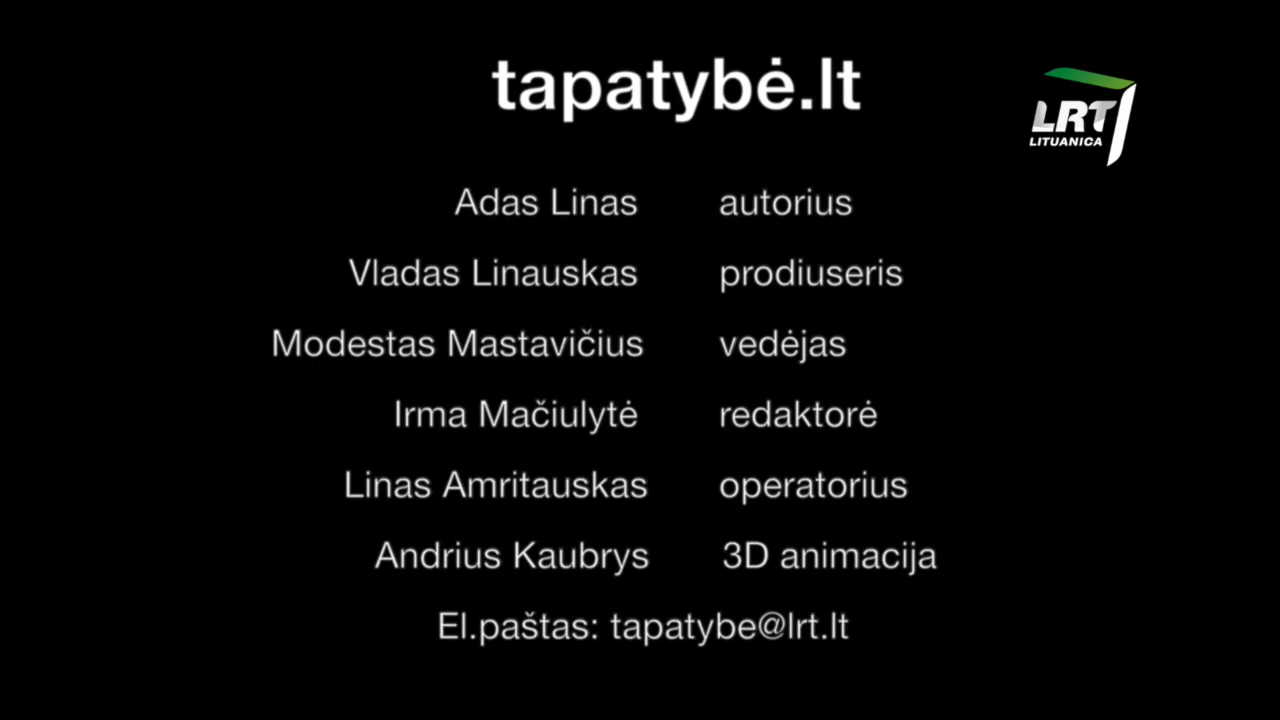 tapatybė.lt
LRT
LITUANICA
Adas Linas autorius
Vladas Linauskas prodiuseris
Modestas Mastavičius vedėjas
Irma Mačiulytė redaktorė
Linas Amritauskas operatorius
Andrius Kaubrys 3D animacija
El.paštas: tapatybe@lrt.lt